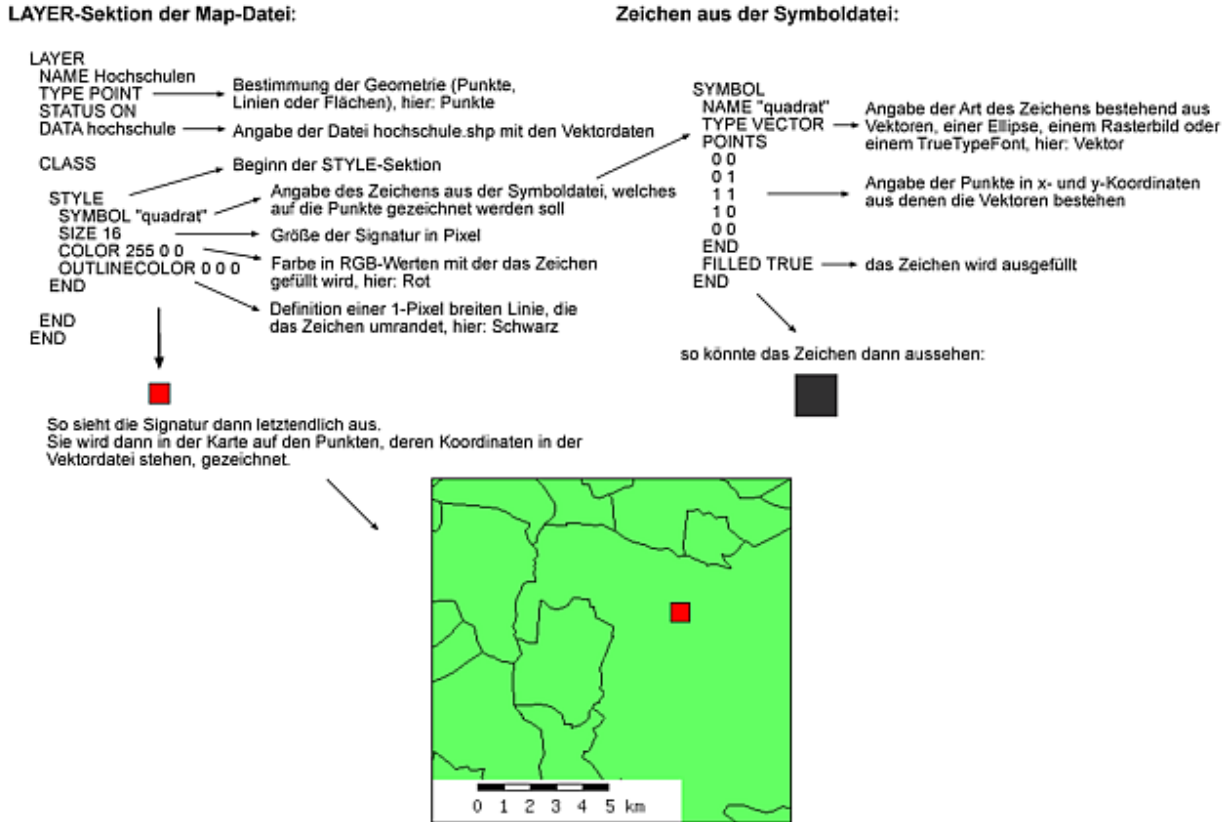 LAYER-Sektion der Map-Datei:
LAYER
NAME Hochschulen
TYPE POINT
STATUS ON
DATA hochschule
CLASS
STYLE
SYMBOL "quadrat"
SIZE 16
COLOR 255 0 0
OUTLINECOLOR 0 0 0
END
END
END
Bestimmung der Geometrie (Punkte,
Linien oder Flächen), hier: Punkte
Angabe der Datei hochschule.shp mit den Vektordaten
Beginn der STYLE-Sektion
Angabe des Zeichens aus der Symboldatei, welches
auf die Punkte gezeichnet werden soll
Größe der Signatur in Pixel
Farbe in RGB-Werten mit der das Zeichen
gefüllt wird, hier: Rot
Definition einer 1-Pixel breiten Linie, die
das Zeichen umrandet, hier: Schwarz
So sieht die Signatur dann letztendlich aus.
Sie wird dann in der Karte auf den Punkten, deren Koordinaten in der
Vektordatei stehen, gezeichnet.
Zeichen aus der Symboldatei:
SYMBOL
NAME "quadrat"
TYPE VECTOR
POINTS
0 0
0 1
1 1
1 0
0 0
END
FILLED TRUE
END
Angabe der Art des Zeichens bestehend aus
Vektoren, einer Ellipse, einem Rasterbild oder
einem TrueTypeFont, hier: Vektor
Angabe der Punkte in x- und y-Koordinaten
aus denen die Vektoren bestehen
das Zeichen wird ausgefüllt
so könnte das Zeichen dann aussehen:
0 1 2 3 4 5 km